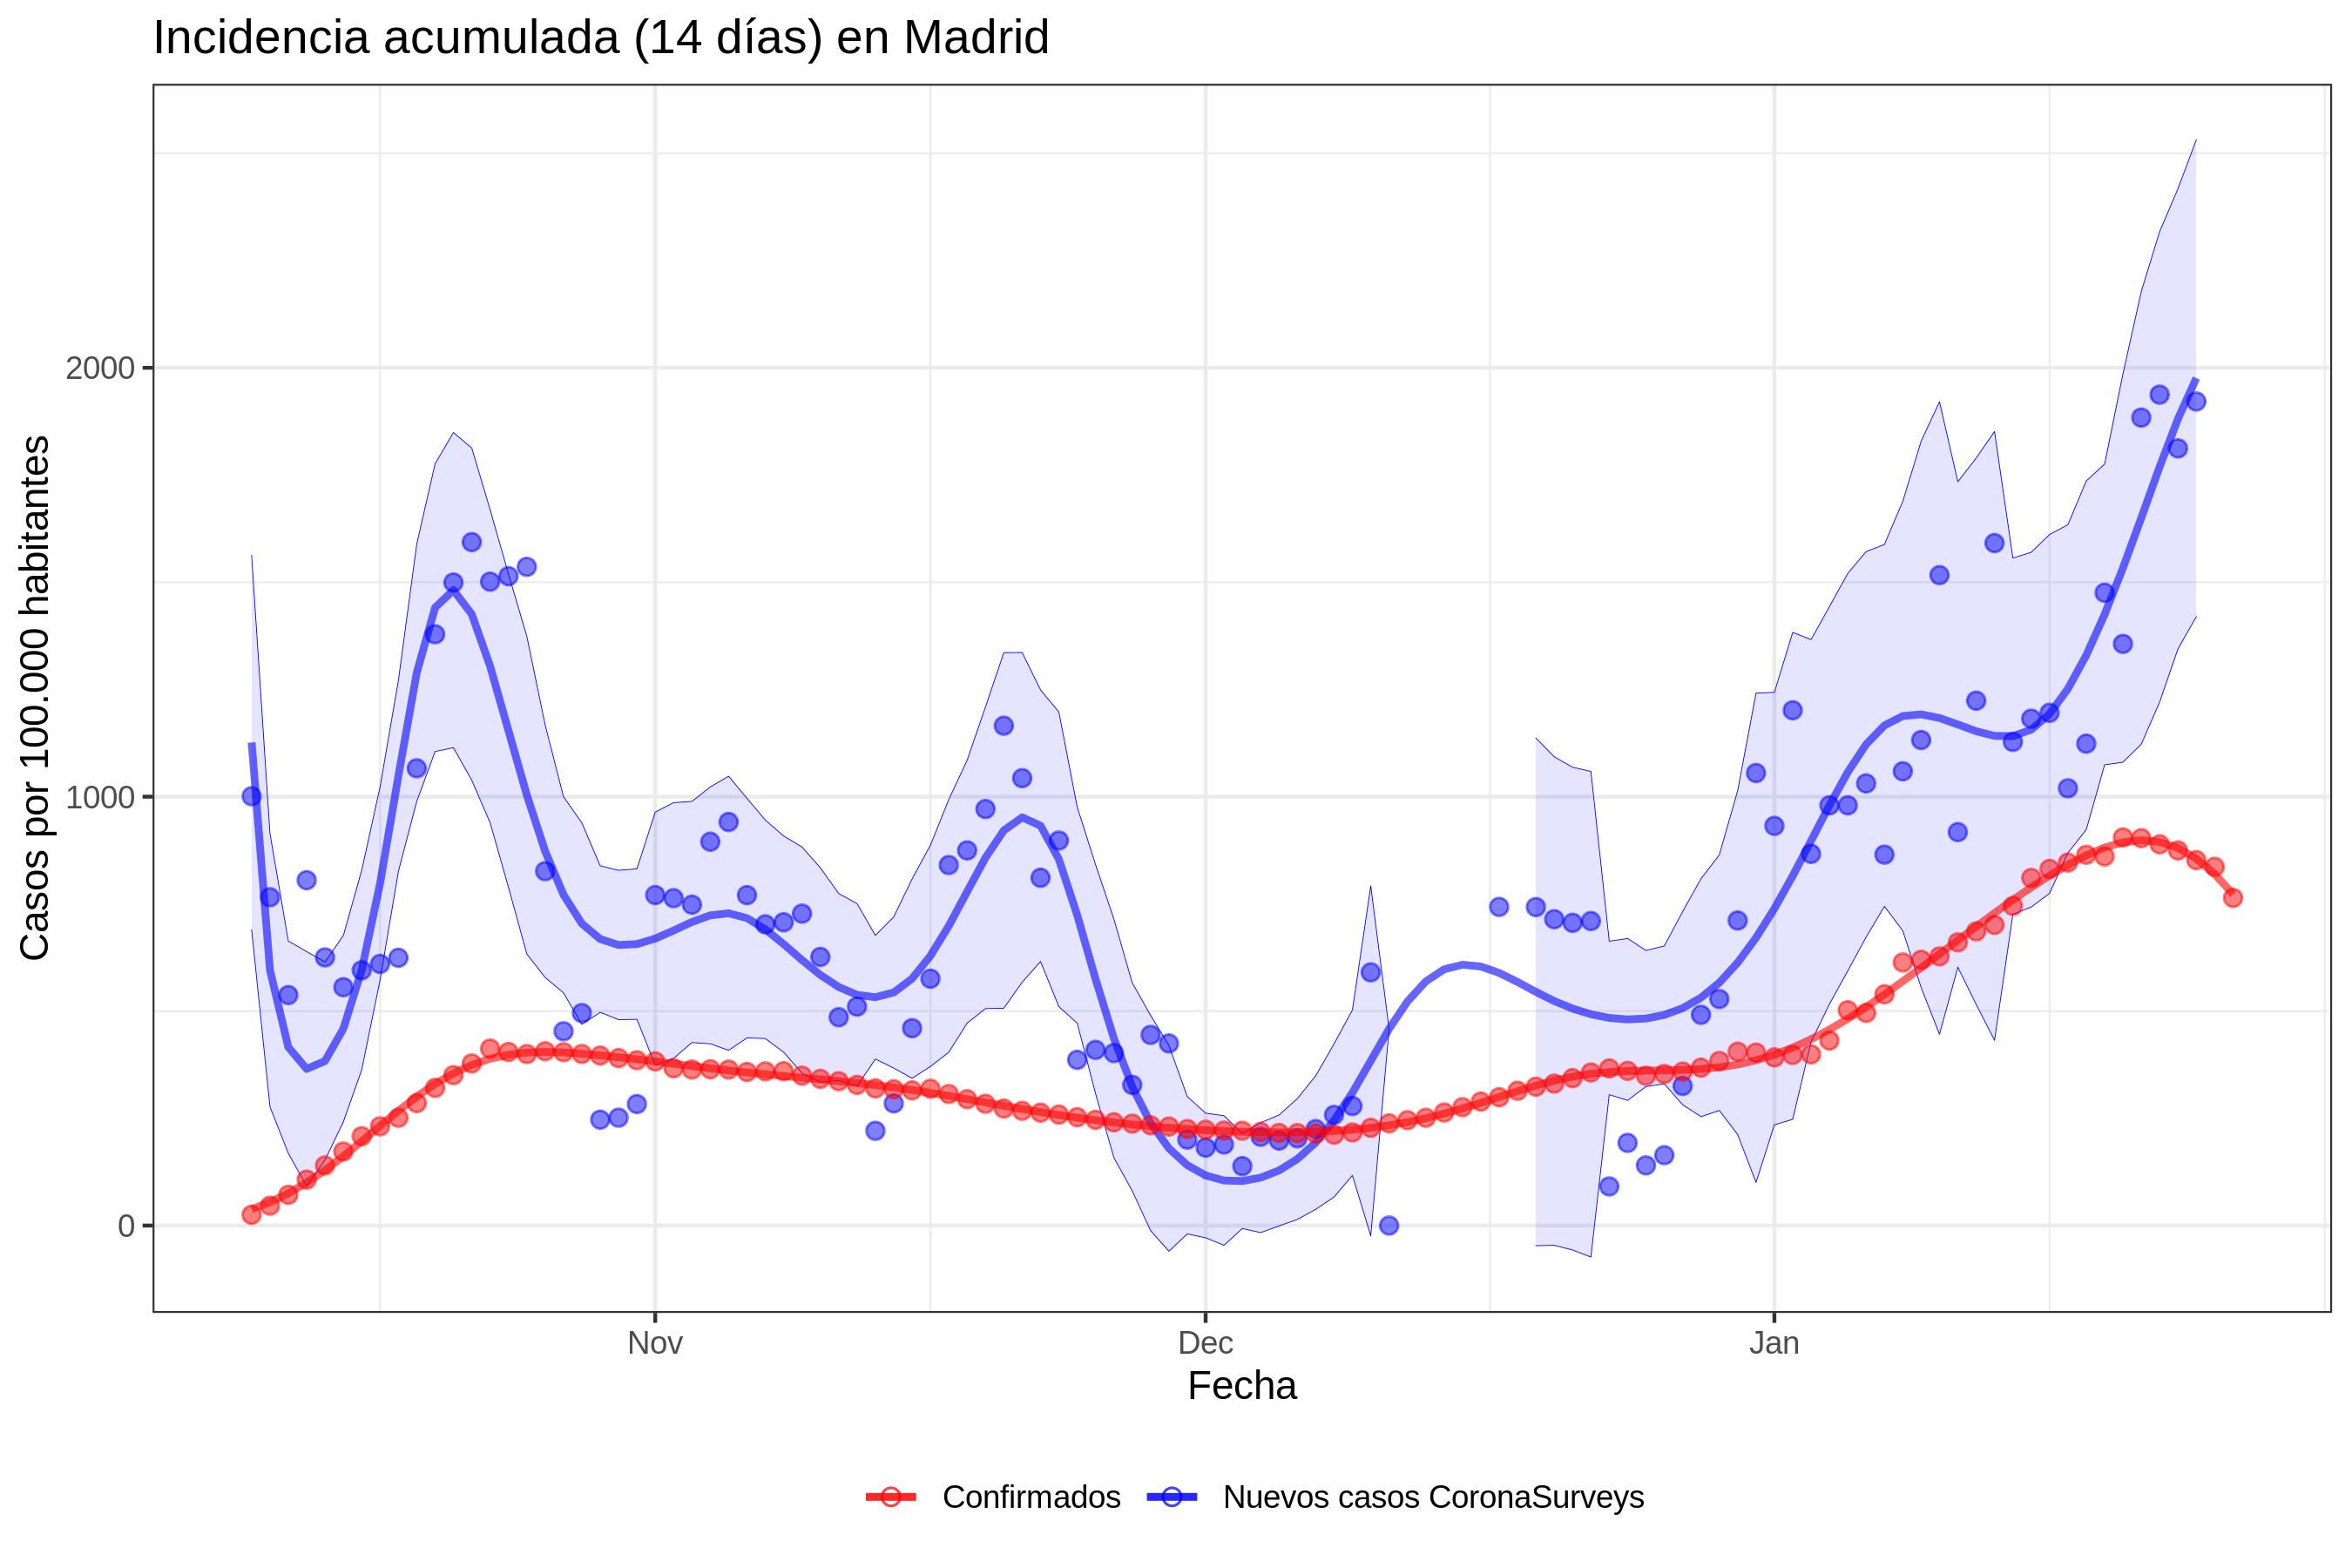 Incidencia acumulada (14 días) en Madrid
Casos por 100.000 habitantes
2000
1000
0
Nov Dec Jan
Fecha
Confirmados Nuevos casos CoronaSurveys